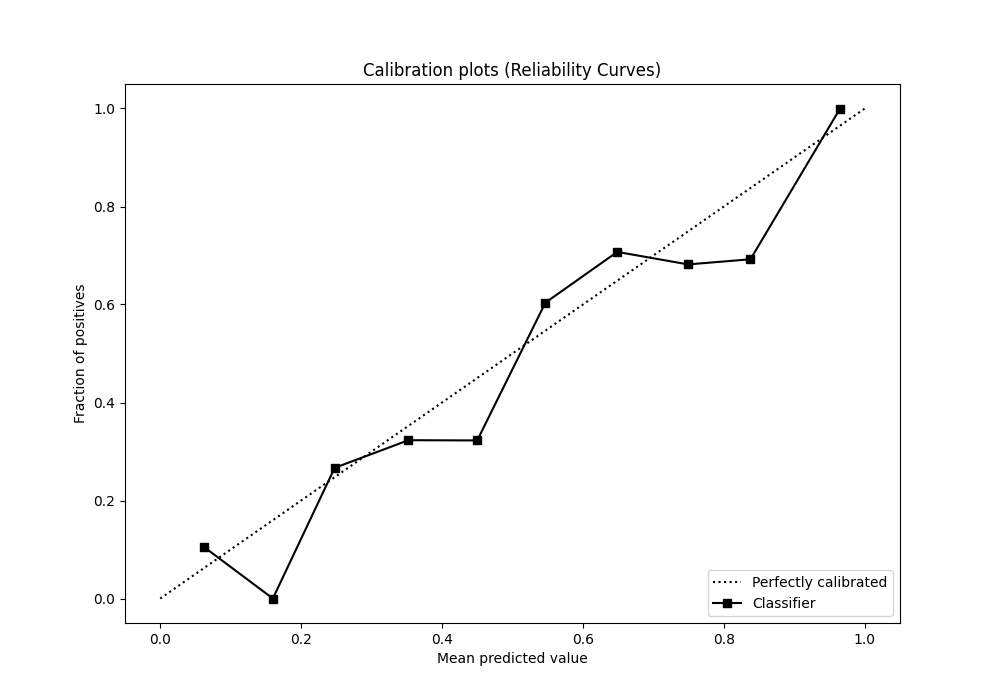 Calibration plots (Reliability Curves)
1.0
0.8
0.6
0.4
0.2
0.0
Fraction of positives
0.0 0.2 0.4 0.6 0.8 1.0
Mean predicted value
Perfectly calibrated
Classifier